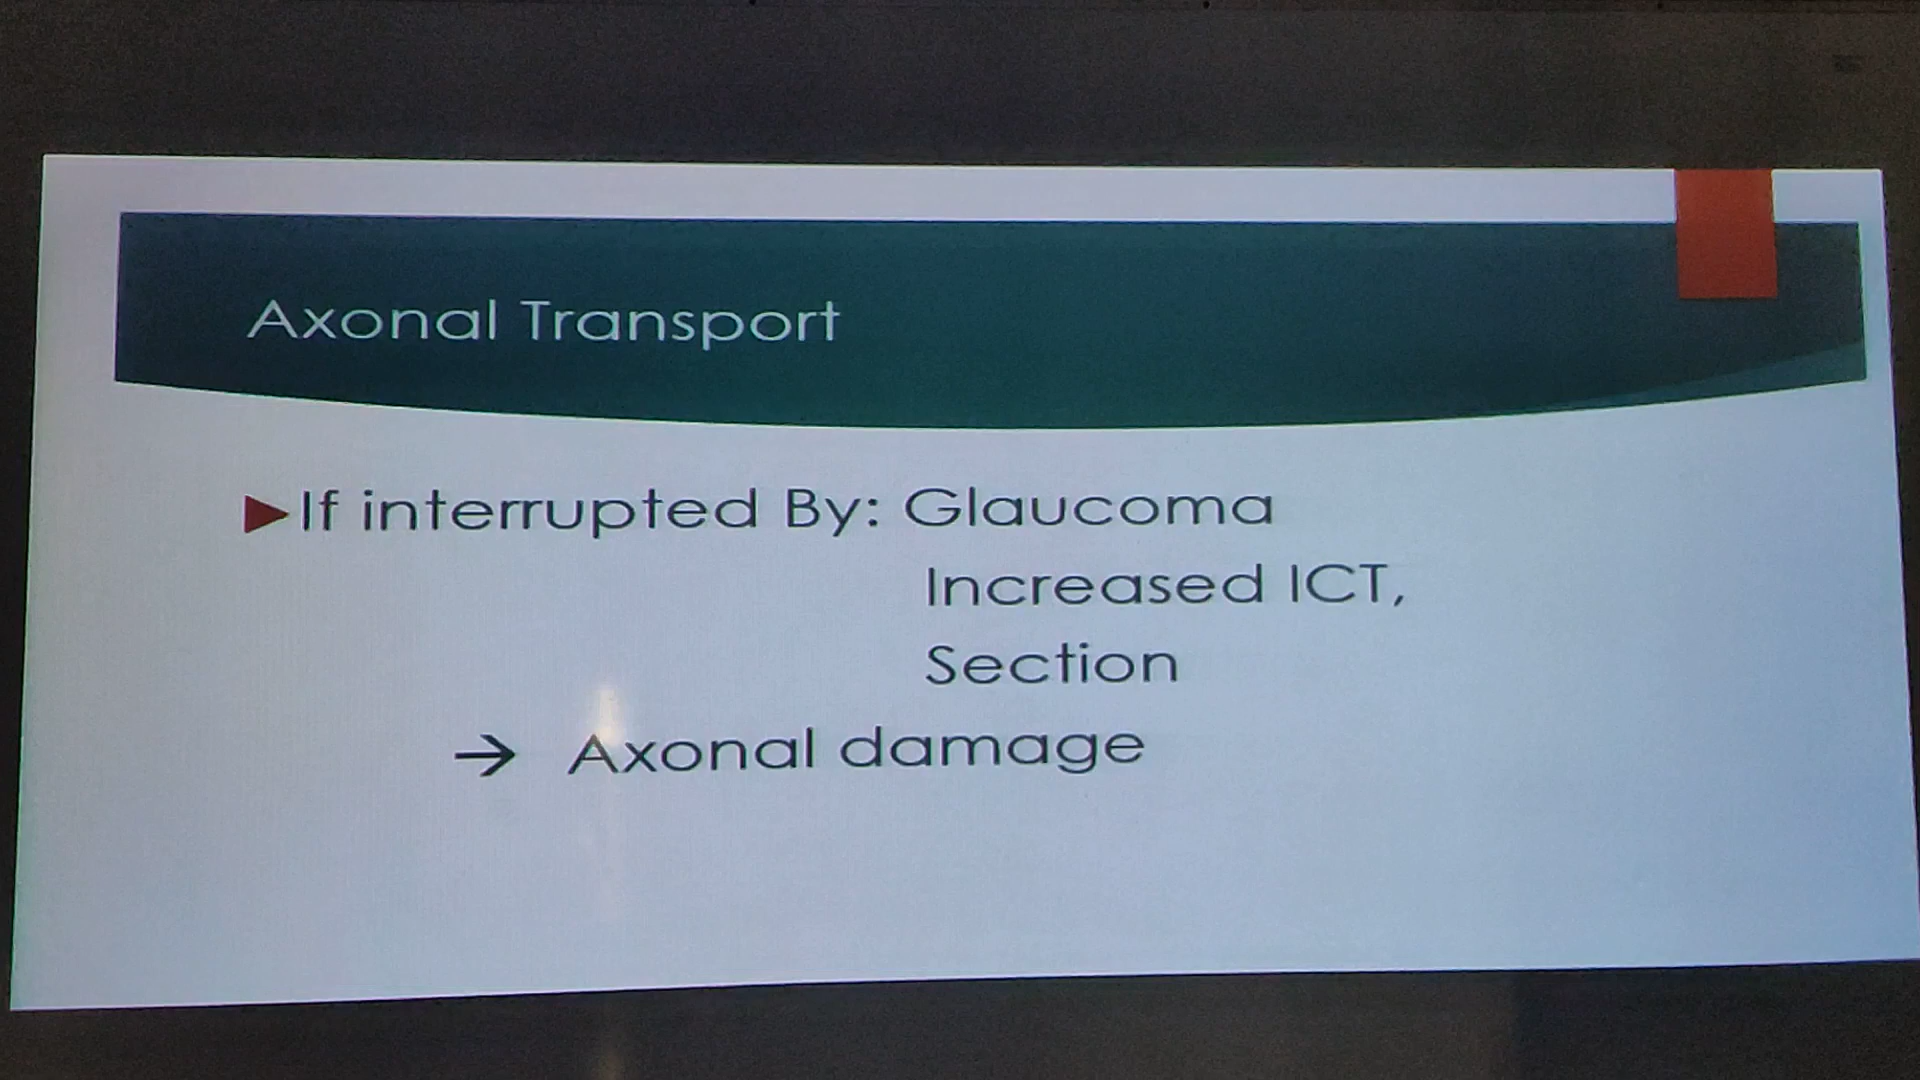 Axonal Transport
▶If interrupted By: Glaucoma
Increased ICT,
Section
→ Axonal damage